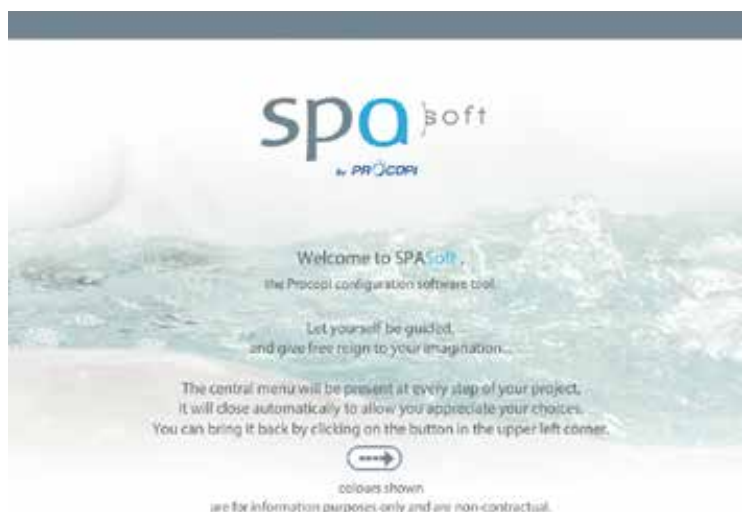 spa soft
by PROCOPI
Welcome to SPASoft .
the Procopi configuration software tool.
Let yourself be guided,
and give free reign to your imagination...
The central menu will be present at every step of your project,
it will close automatically to allow you appreciate your choices.
You can bring it back by clicking on the button in the upper left corner.
colours shown
are for information purposes only and are non-contractual.